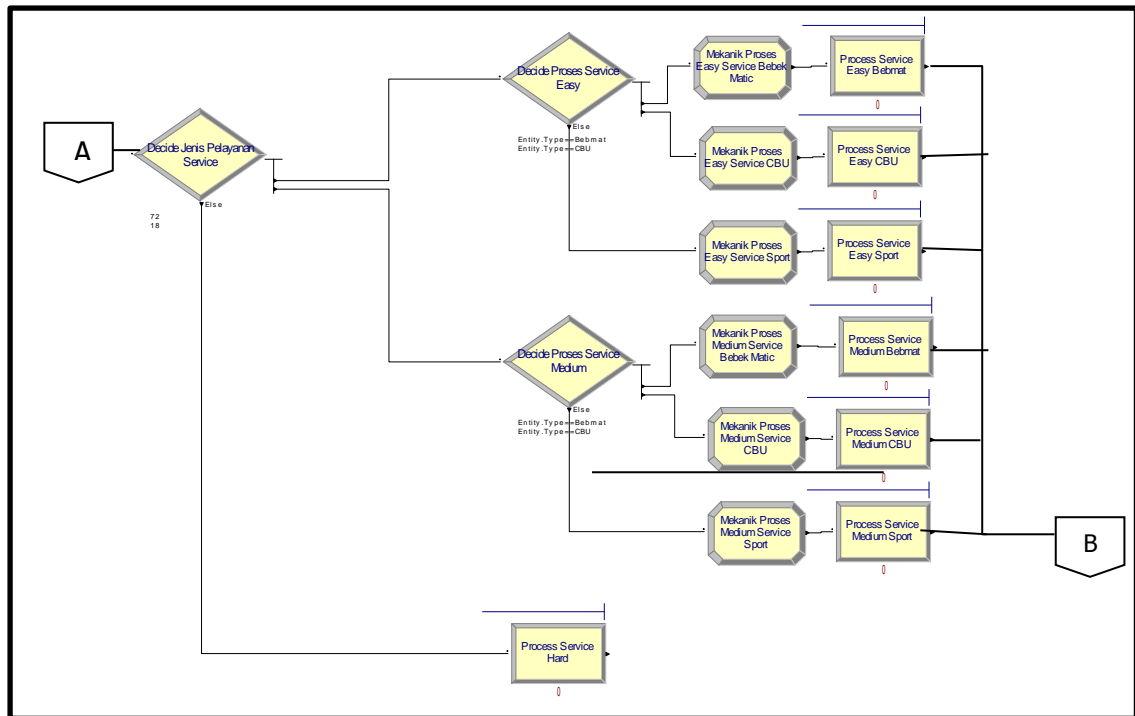 A
Decide Jenis Pelayanan
Service
Else
72
18
Decide Proses Service
Easy
Else
Entity.Type==Bebmat
Entity.Type==CBU
Mekanik Proses
Easy Service Bebek
Matic
Process Service
Easy Bebmat
0
Mekanik Proses
Easy Service CBU
Process Service
Easy CBU
0
Mekanik Proses
Easy Service Sport
Process Service
Easy Sport
0
Decide Proses Service
Medium
Else
Entity.Type==Bebmat
Entity.Type==CBU
Mekanik Proses
Medium Service
Bebek Matic
Process Service
Medium Bebmat
0
Mekanik Proses
Medium Service
CBU
Process Service
Medium CBU
0
Mekanik Proses
Medium Service
Sport
Process Service
Medium Sport
0
B
Process Service
Hard
0